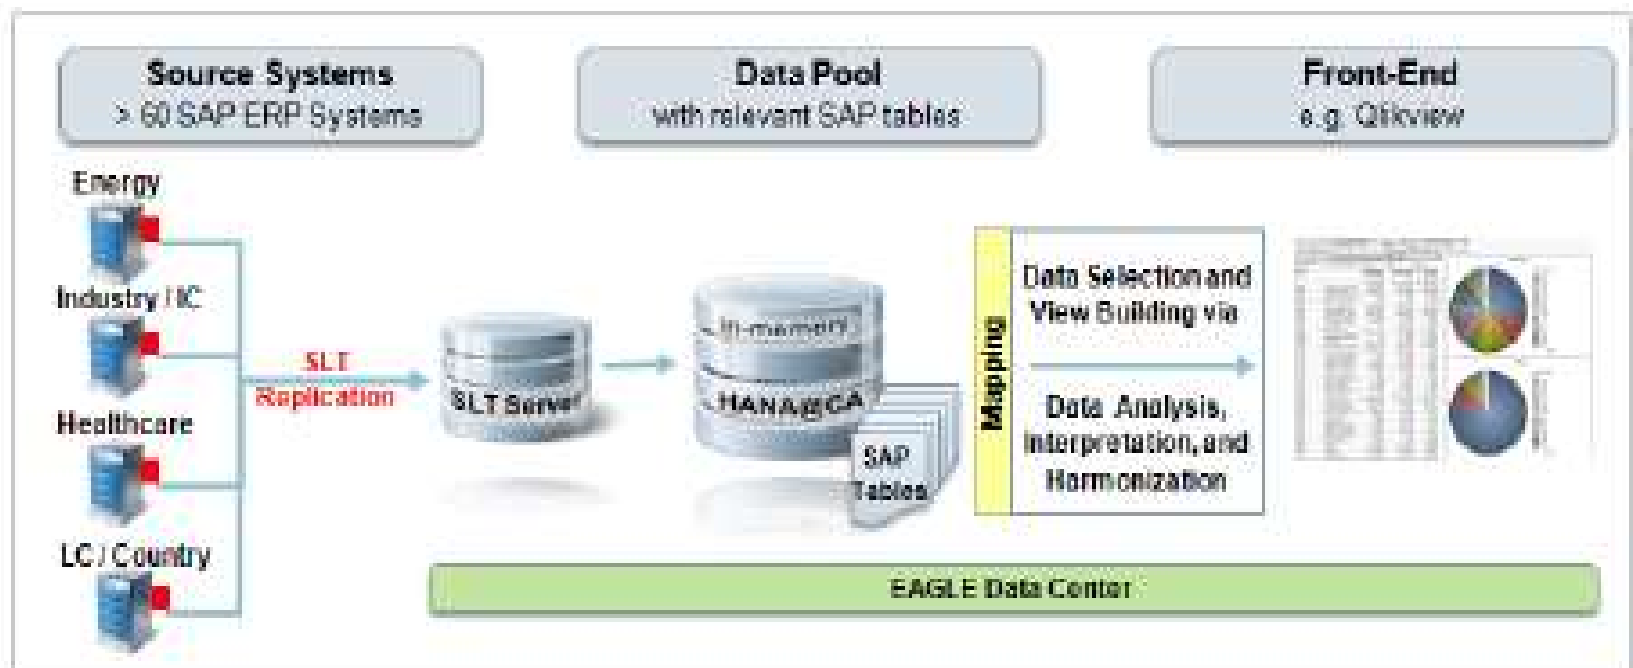 Source Systems
> 60 SAP ERP Systems
Data Pool
with relevant SAP tables
Front-End
e.g. Qlikview
Energy
Industry / IC
Healthcare
LC / Country
SLT
Replication
SLT Server
in-memory
HANA@CA
SAP
Tables
Mapping
Data Selection and
View Building via
Data Analysis,
Interpretation, and
Harmonization
EAGLE Data Center